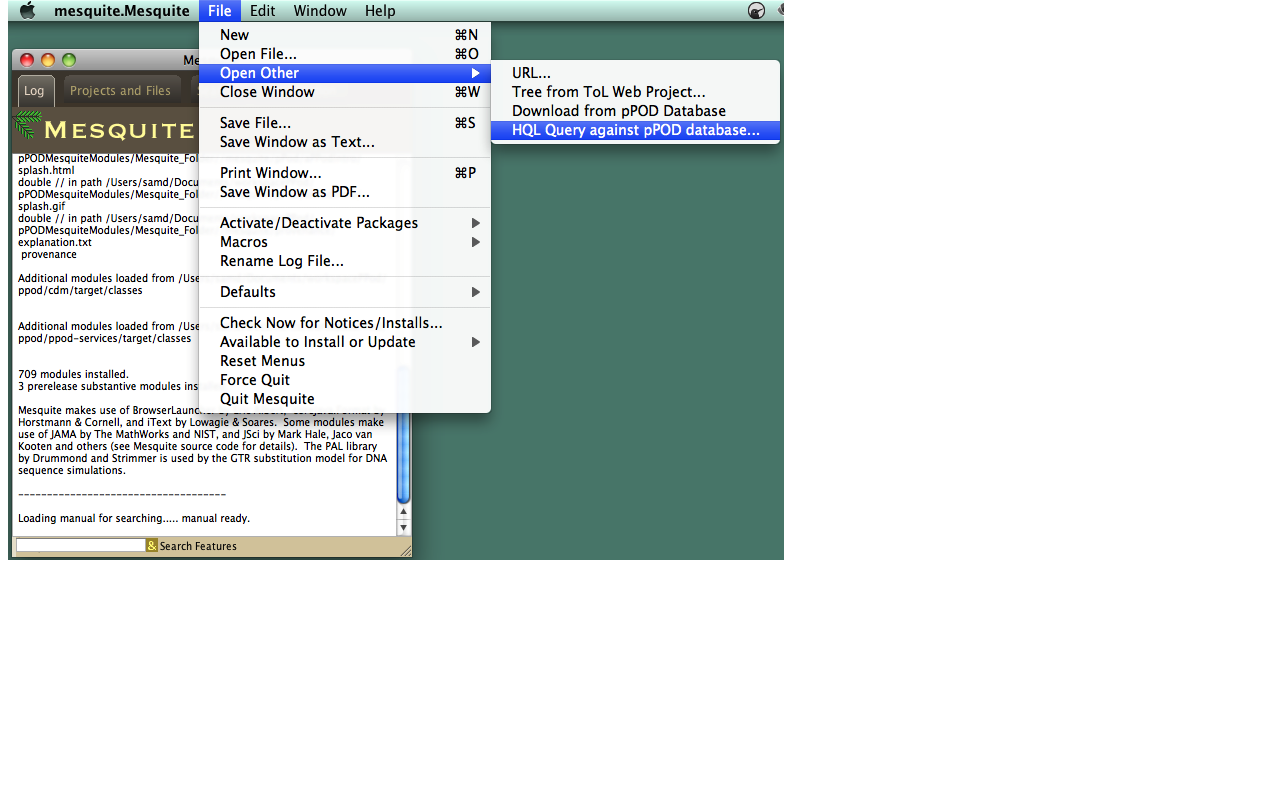 mesquite.Mesquite File Edit Window Help
New ⌘N
Open File... ⌘O
Open Other
Close Window ⌘W
Save File... ⌘S
Save Window as Text...
Print Window... ⌘P
Save Window as PDF...
Activate/Deactivate Packages
Macros
Rename Log File...
Defaults
Check Now for Notices/Installs...
Available to Install or Update
Reset Menus
Force Quit
Quit Mesquite
URL...
Tree from ToL Web Project...
Download from pPOD Database
HQL Query against pPOD database...
Log Projects and Files
MESQUITE
pPODMesquiteModules/Mesquite_Fol
splash.html
double // in path /Users/samd/Docu
pPODMesquiteModules/Mesquite_Fol
splash.gif
double // in path /Users/samd/Docu
pPODMesquiteModules/Mesquite_Fol
explanation.txt
provenance
Additional modules loaded from /Use
ppod/cdm/target/classes
Additional modules loaded from /Use
ppod/ppod-services/target/classes
709 modules installed.
3 prerelease substantive modules ins
Mesquite makes use of BrowserLauncher by
Horstmann & Cornell, and iText by Lowagie & Soares. Some modules make
use of JAMA by The MathWorks and NIST, and JSci by Mark Hale, Jaco van
Kooten and others (see Mesquite source code for details). The PAL library
by Drummond and Strimmer is used by the GTR substitution model for DNA
sequence simulations.
------------------------------------
Loading manual for searching..... manual ready.
& Search Features